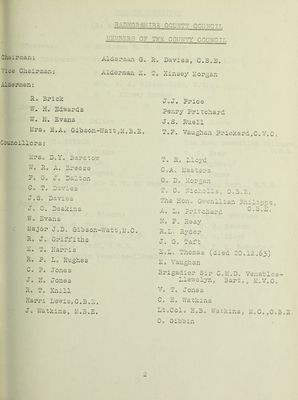 RADNORSHIRE COUNTY COUNCIL
MEMBERS OF THE COUNTY COUNCIL
Chairman: Alderman G. R. Davies, C.B.E.
Vice Chairman: Alderman E. T. Kinsey Morgan
Aldermen:
R. Brick
W. H. Edwards
W. H. Evans
Mrs. E.A. Gibson-Watt, M.B.E.
J.J. Price
Penry Pritchard
J.S. Ruell
T.P. Vaughan Prickard, C.V.O.
Councillors:
Mrs. D.Y. Barstow
W. R. A. Breeze
F. G. J. Dalton
C. T. Davies
J.S. Davies
J. C. Deakins
W. Evans
Major J.D. Gibson-Watt, M.C.
R. J. Griffiths
E. T. Harris
R. P. L. Hughes
C. P. Jones
J. H. Jones
R. T. Knill
Harri Lewis, O.B.E.
J. Watkins, M.B.E.
T. E. Lloyd
C.A. Masters
G. D. Morgan
T. C. Nicholls, O.B.E.
The Hon. Gwenllian Philipps,
C.B.E.
A. L. Pritchard
N. F. Reay
R.L. Ryder
J. G. Taft
E.L. Thomas (died 20.12.63)
E. Vaughan
Brigadier Sir C.H.D. Venables-
Llewelyn, Bart., M.V.O.
V. T. Jones
C. E. Watkins
Lt.Col. H.B. Watkins, M.C., O.B.E
O. Gibbin
2